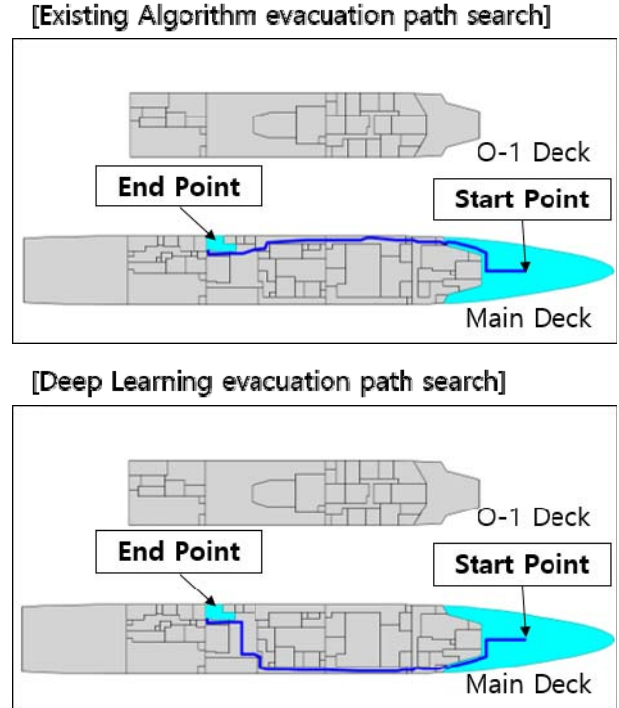 [Existing Algorithm evacuation path search]
O-1 Deck
End Point
Start Point
Main Deck
[Deep Learning evacuation path search]
O-1 Deck
End Point
Start Point
Main Deck